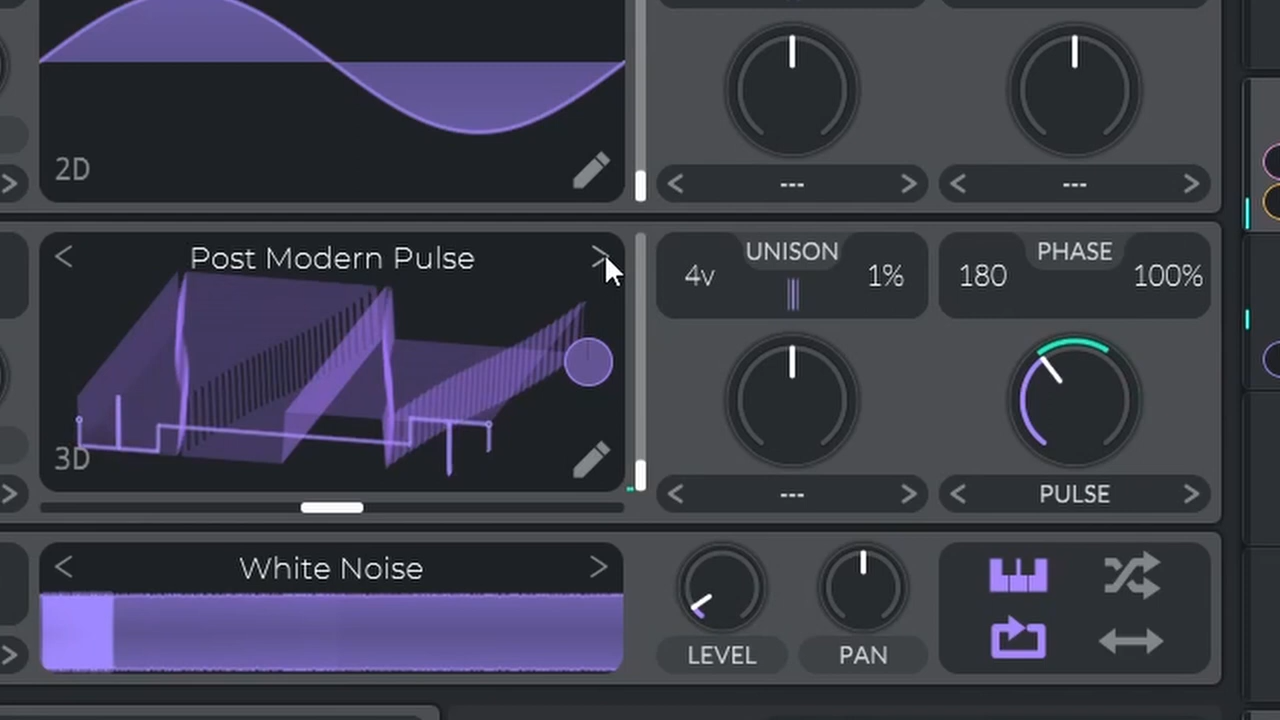 2D
---
---
Post Modern Pulse
3D
UNISON
4v
1%
---
PHASE
180
100%
PULSE
White Noise
LEVEL
PAN